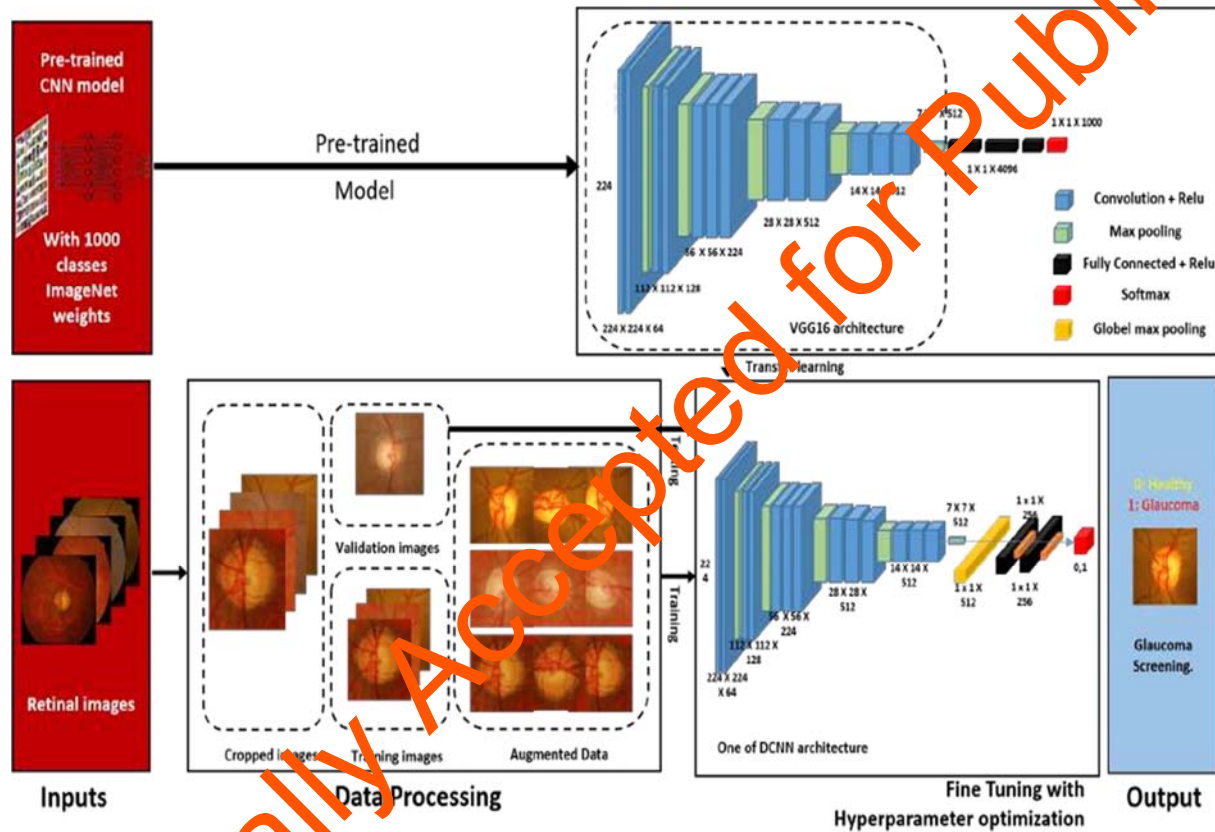 Pre-trained
CNN model
With 1000
classes
ImageNet
weights
Pre-trained
Model
224
224 X 224 X 64
112 X 112 X 128
56 X 56 X 224
28 X 28 X 512
1 X 1 X 4096
1 X 1 X 1000
VGG16 architecture
Convolution + Relu
Max pooling
Fully Connected + Relu
Softmax
Globel max pooling
Retinal images
Inputs
Cropped images
Validation images
Training images
Augmented Data
Data Processing
Training
Training
22
4
224 X 224
X 64
112 X 112 X
128
56 X 56 X
224
28 X 28 X
512
14 X 14 X
512
7 X 7 X
512
1 x 1 X
512
1 x 1 X
256
1 x 1 X
256
0,1
One of DCNN architecture
Fine Tuning with
Hyperparameter optimization
0: Healthy
1: Glaucoma
Glaucoma
Screening.
Output
ally Accepted for Publi